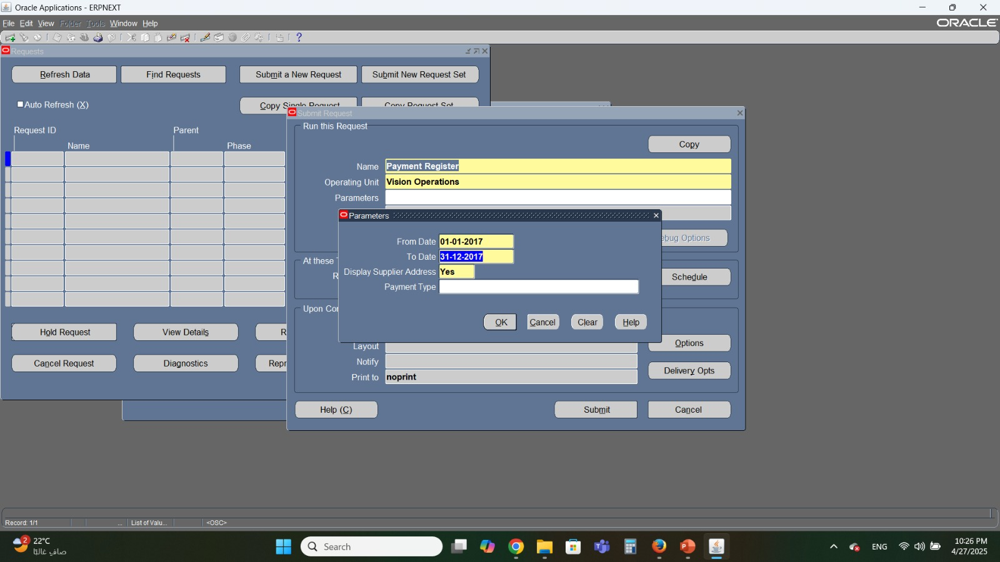 Oracle Applications - ERPNEXT
File Edit View Folder Tools Window Help
ORACLE
Requests
Refresh Data
Find Requests
Submit a New Request
Submit New Request Set
Auto Refresh (X)
Copy Single Request
Copy Request Set
Request ID
Name
Parent
Phase
Hold Request
View Details
R
Cancel Request
Diagnostics
Repr
Submit Request
Run this Request
Copy
Name Payment Register
Operating Unit Vision Operations
Parameters
ebug Options
At these
R
Schedule
Upon Cor
Layout
Options
Notify
Print to noprint
Delivery Opts
Help (C)
Submit
Cancel
Parameters
From Date 01-01-2017
To Date 31-12-2017
Display Supplier Address Yes
Payment Type
OK
Cancel
Clear
Help
Record: 1/1
...
List of Valu...
<OSC>
2
22°C
صافٍ غالبًا
Search
ENG
10:26 PM
4/27/2025